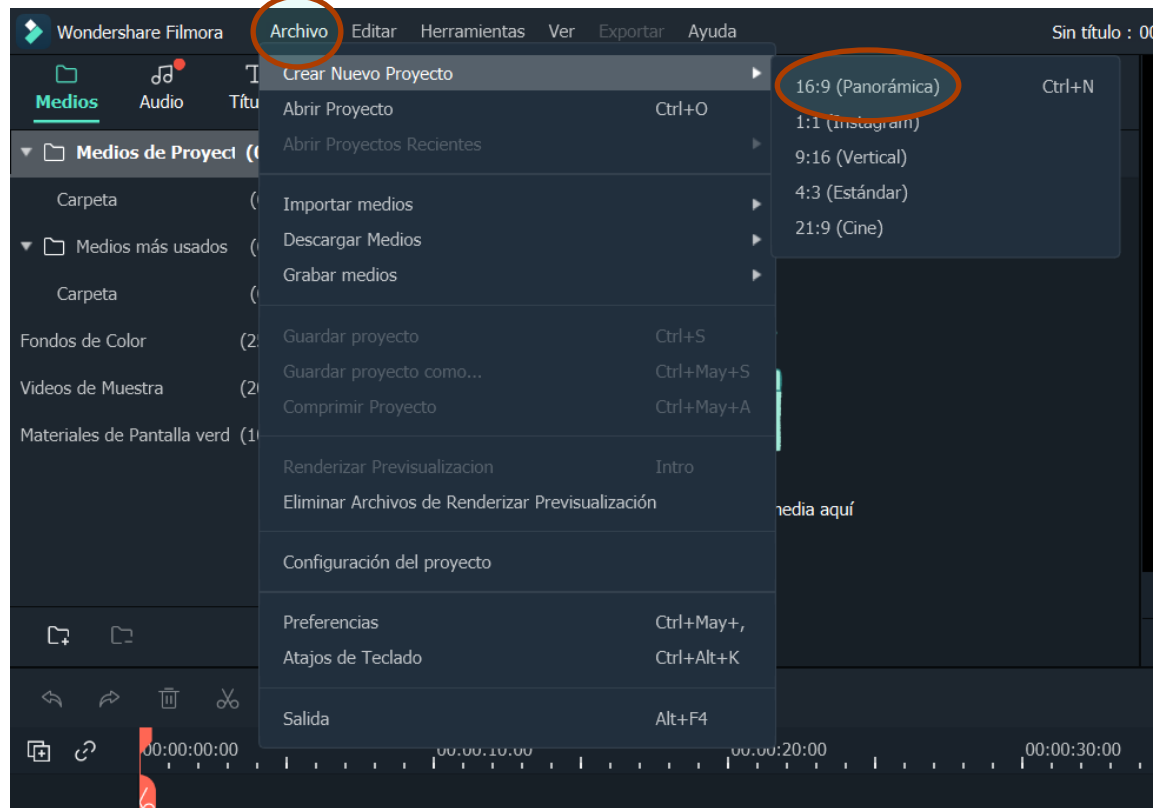 Wondershare Filmora Archivo Editar Herramientas Ver Exportar Ayuda Sin título : 00
Medios Audio Títu
Crear Nuevo Proyecto
Abrir Proyecto Ctrl+O
Abrir Proyectos Recientes
Importar medios
Descargar Medios
Grabar medios
Guardar proyecto Ctrl+S
Guardar proyecto como... Ctrl+May+S
Comprimir Proyecto Ctrl+May+A
Renderizar Previsualizacion Intro
Eliminar Archivos de Renderizar Previsualización
Configuración del proyecto
Preferencias Ctrl+May+,
Atajos de Teclado Ctrl+Alt+K
Salida Alt+F4
16:9 (Panorámica) Ctrl+N
1:1 (Instagram)
9:16 (Vertical)
4:3 (Estándar)
21:9 (Cine)
Medios de Proyect
Carpeta
Medios más usados
Carpeta
Fondos de Color (2
Videos de Muestra (2
Materiales de Pantalla verd (1
media aquí
00:00:00:00 00:00:10:00 00:00:20:00 00:00:30:00